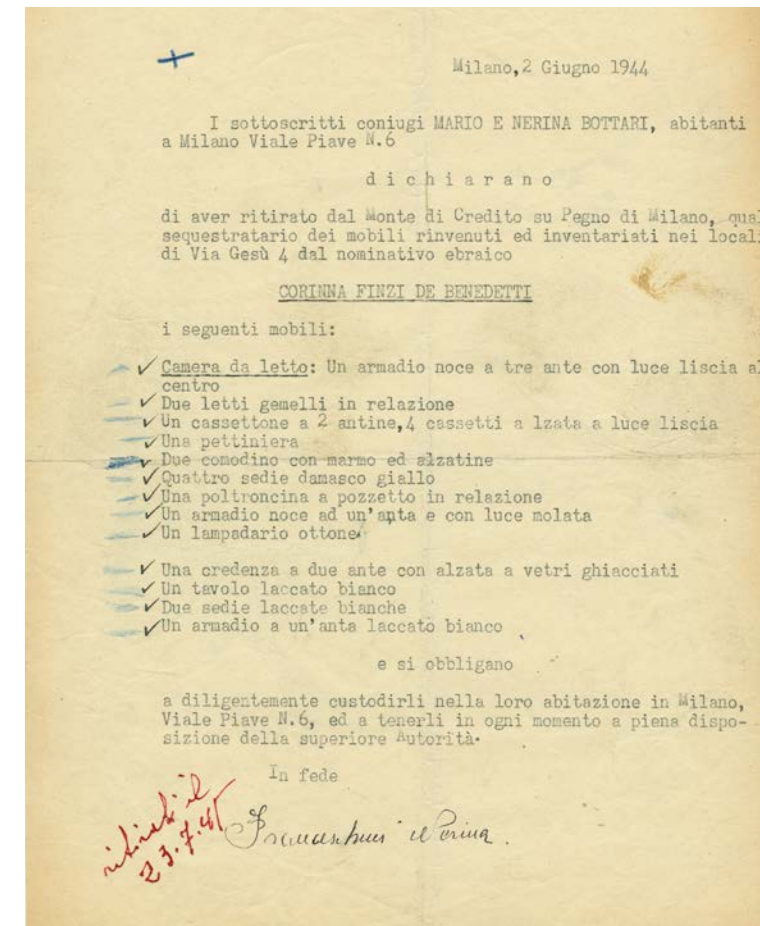 Milano, 2 Giugno 1944
I sottoscritti coniugi MARIO E NERINA BOTTARI, abitanti
a Milano Viale Piave N.6
d i c h i a r a n o
di aver ritirato dal Monte di Credito su Pegno di Milano, qual
sequestratario dei mobili rinvenuti ed inventariati nei local
di Via Gesù 4 dal nominativo ebraico
CORINNA FINZI DE BENEDETTI
i seguenti mobili:
Camera da letto: Un armadio noce a tre ante con luce liscia al
centro
Due letti gemelli in relazione
Un cassettone a 2 antine, 4 cassetti a lzata a luce liscia
Una pettiniera
Due comodino con marmo ed alzatine
Quattro sedie damasco giallo
Una poltroncina a pozzetto in relazione
Un armadio noce ad un'anta e con luce molata
Un lampadario ottone.
Una credenza a due ante con alzata a vetri ghiacciati
Un tavolo laccato bianco
Due sedie laccate bianche
Un armadio a un'anta laccato bianco
e si obbligano
a diligentemente custodirli nella loro abitazione in Milano,
Viale Piave N.6, ed a tenerli in ogni momento a piena dispo-
sizione della superiore Autorità.
In fede
ritirati il
23.7.45
Nerina.